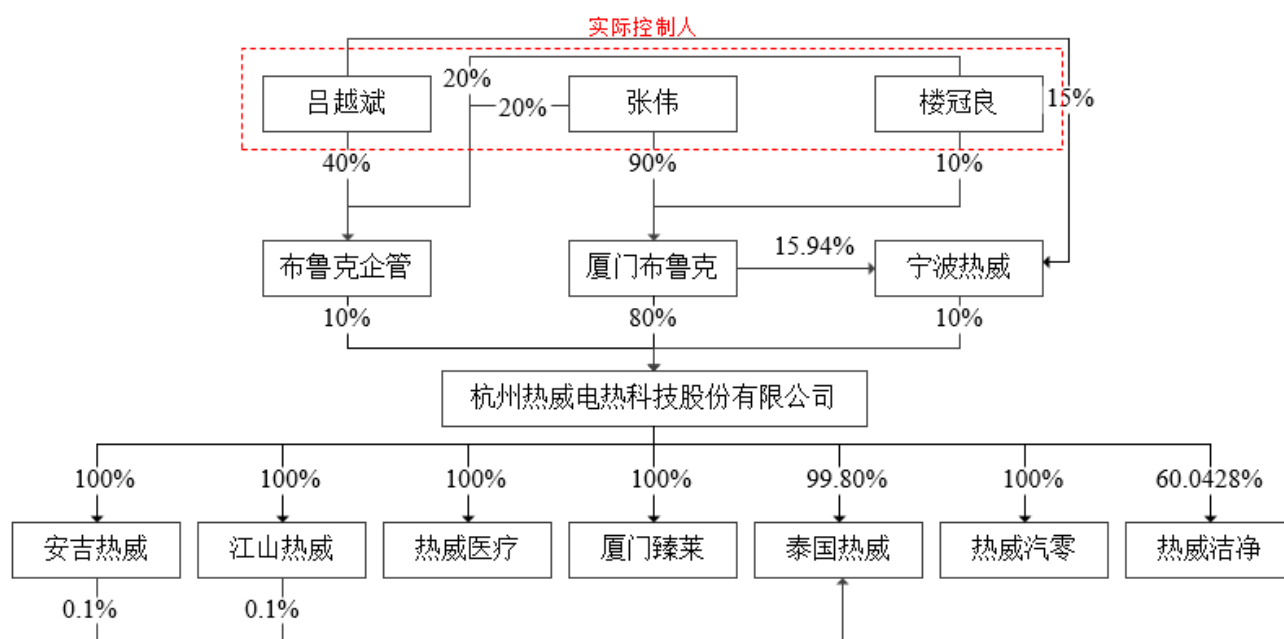 实际控制人
吕越斌
20%
20%
张伟
楼冠良
15%
40%
90%
10%
布鲁克企管
厦门布鲁克
15.94%
宁波热威
10%
80%
10%
杭州热威电热科技股份有限公司
100%
100%
100%
100%
99.80%
100%
60.0428%
安吉热威
江山热威
热威医疗
厦门臻莱
泰国热威
热威汽零
热威洁净
0.1%
0.1%